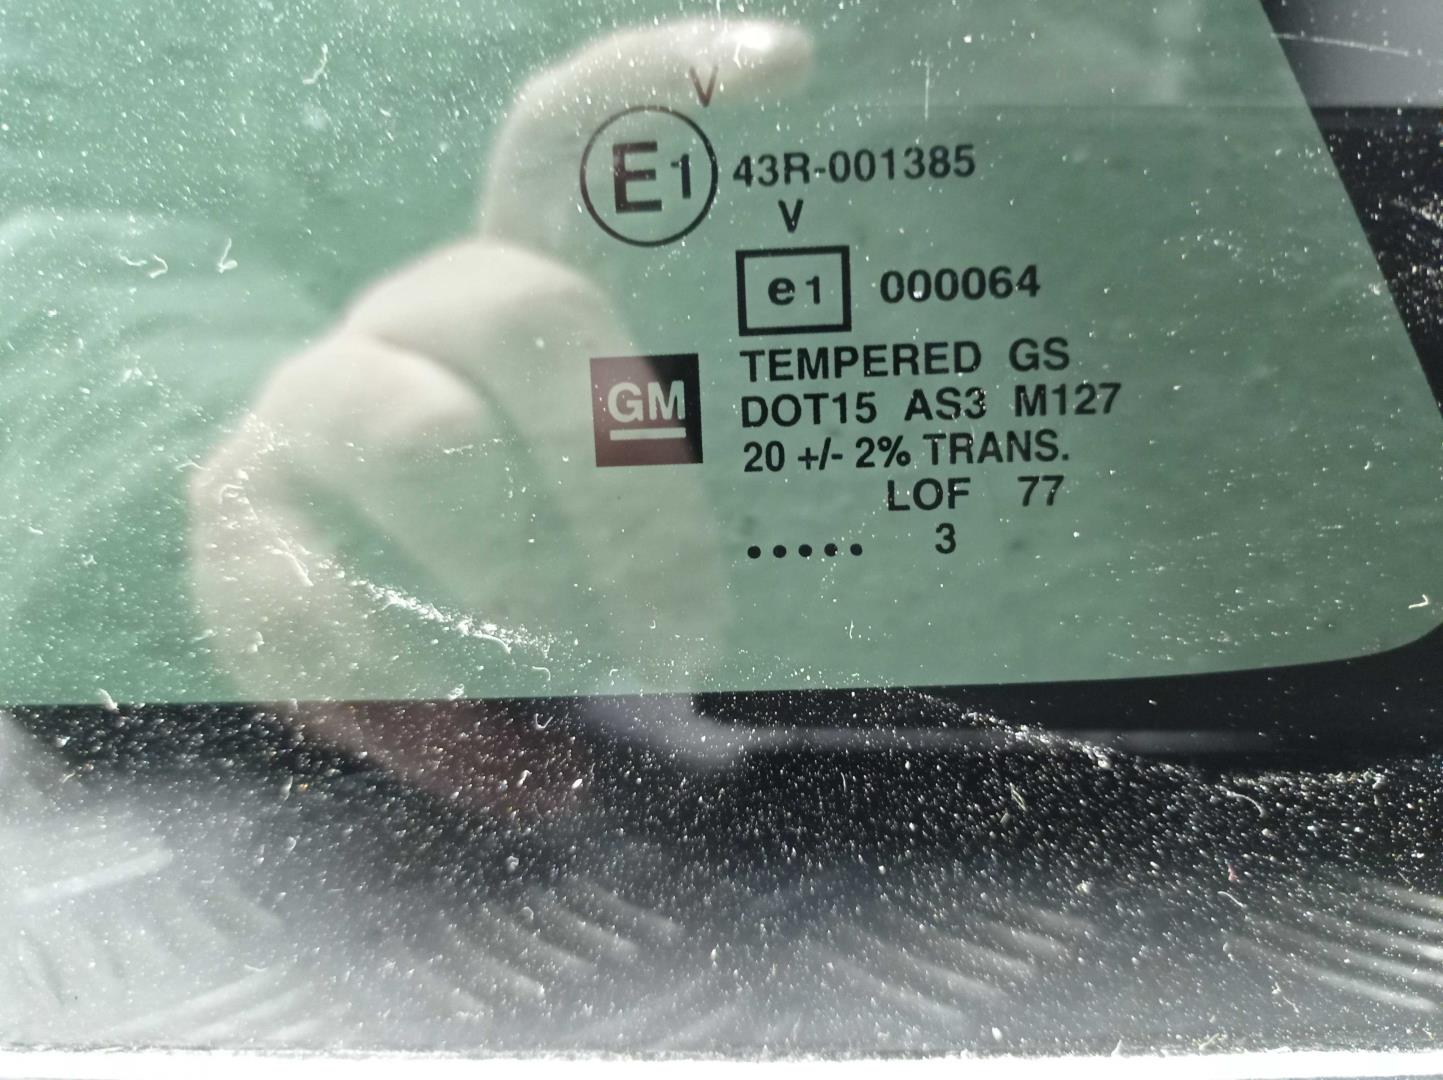 V
E1 43R-001385
V
e1 000064
GM
TEMPERED GS
DOT15 AS3 M127
20 +/- 2% TRANS.
LOF 77
..... 3